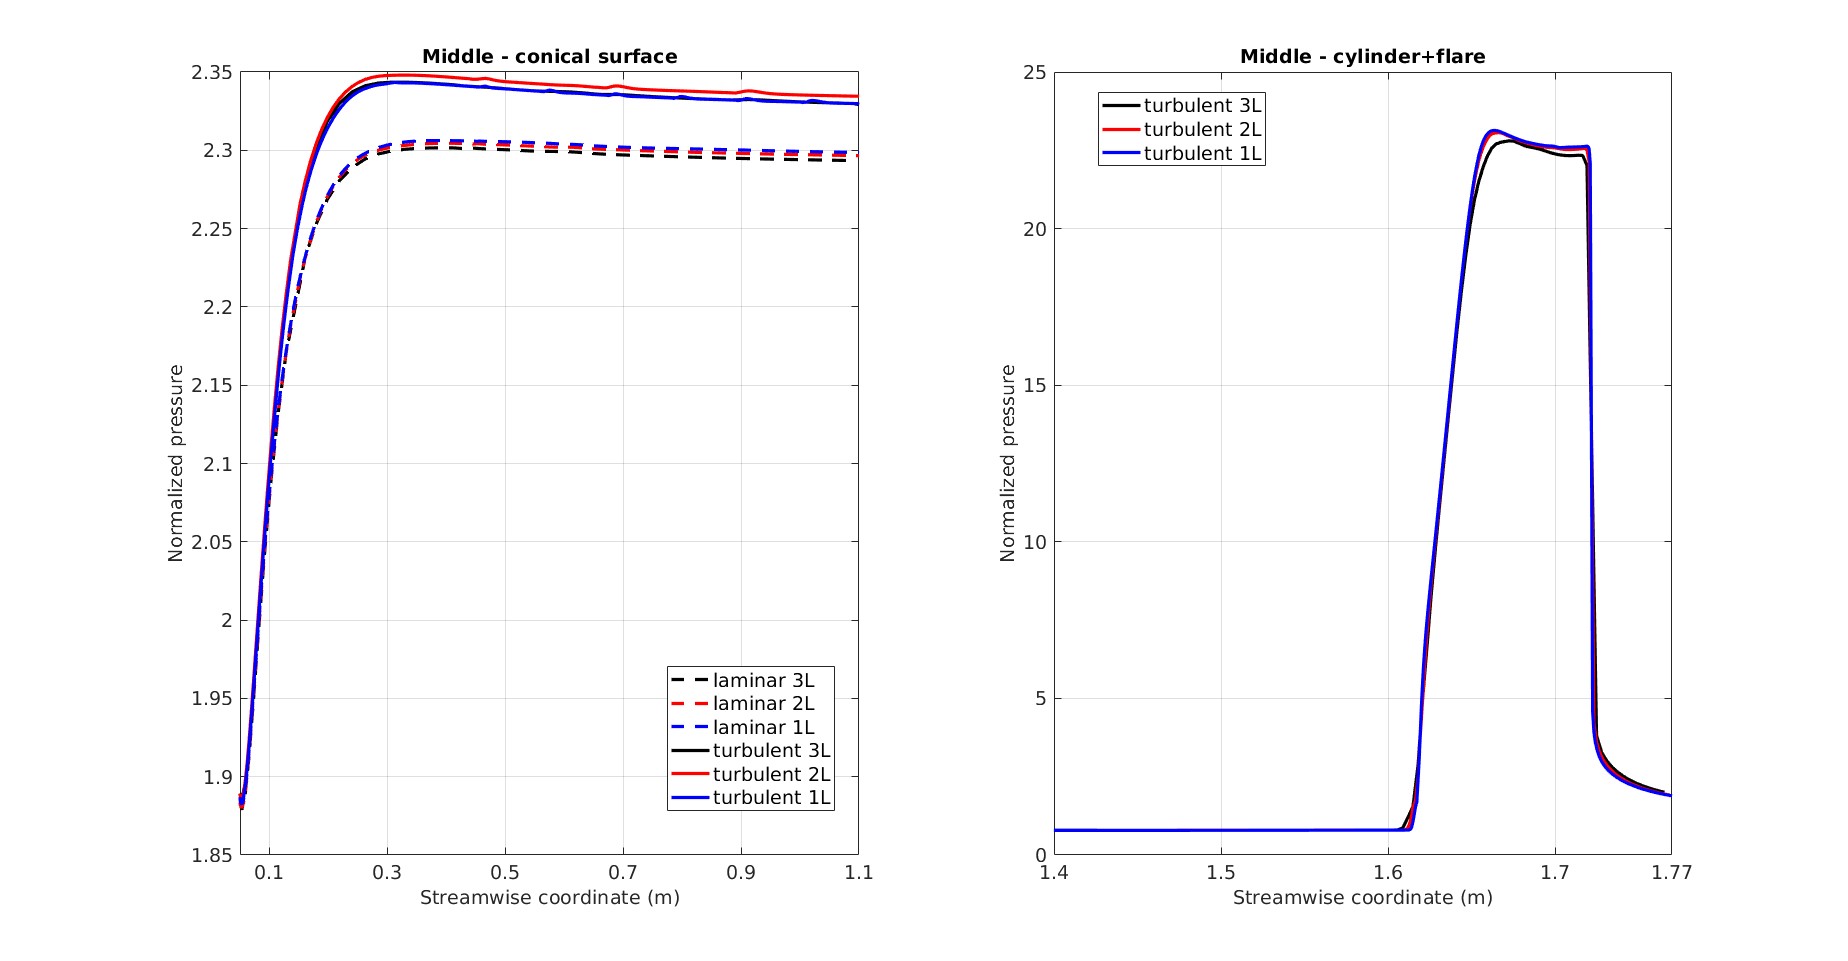 Middle - conical surface
2.35
2.3
2.25
2.2
2.15
2.1
2.05
2
1.95
1.9
1.85
Normalized pressure
0.1 0.3 0.5 0.7 0.9 1.1
Streamwise coordinate (m)
laminar 3L
laminar 2L
laminar 1L
turbulent 3L
turbulent 2L
turbulent 1L
Middle - cylinder+flare
25
20
15
10
5
0
Normalized pressure
1.4 1.5 1.6 1.7 1.77
Streamwise coordinate (m)
turbulent 3L
turbulent 2L
turbulent 1L